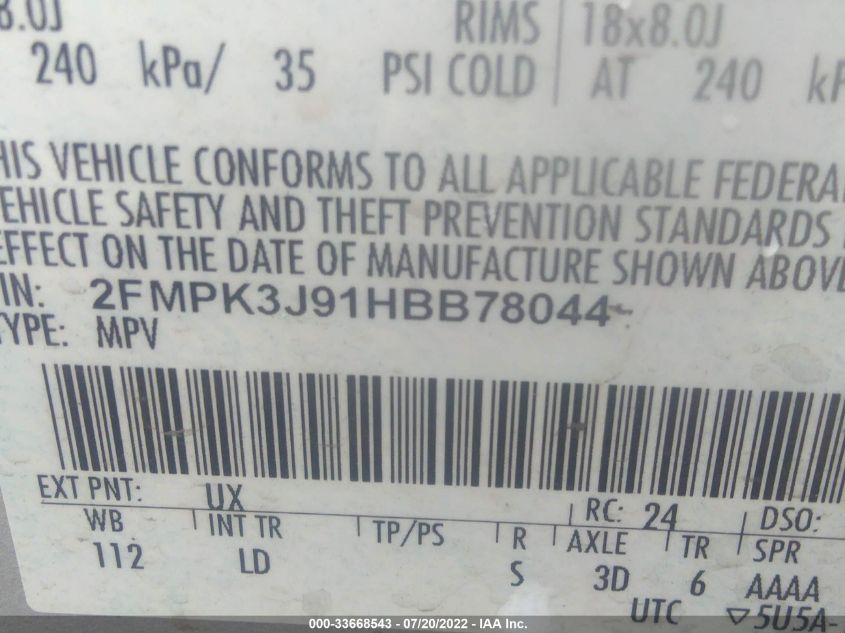 8.0J RIMS 18x8.0J
240 kPa/ 35 PSI COLD AT 240 kP
HIS VEHICLE CONFORMS TO ALL APPLICABLE FEDERAL
EHICLE SAFETY AND THEFT PREVENTION STANDARDS
EFFECT ON THE DATE OF MANUFACTURE SHOWN ABOVE
IN: 2FMPK3J91HBB78044
TYPE: MPV
EXT PNT: UX RC: 24 DSO:
WB INT TR TP/PS R AXLE TR SPR
112 LD S 3D 6 AAAA
UTC ▽5U5A-
000-33668543 - 07/20/2022 - IAA Inc.